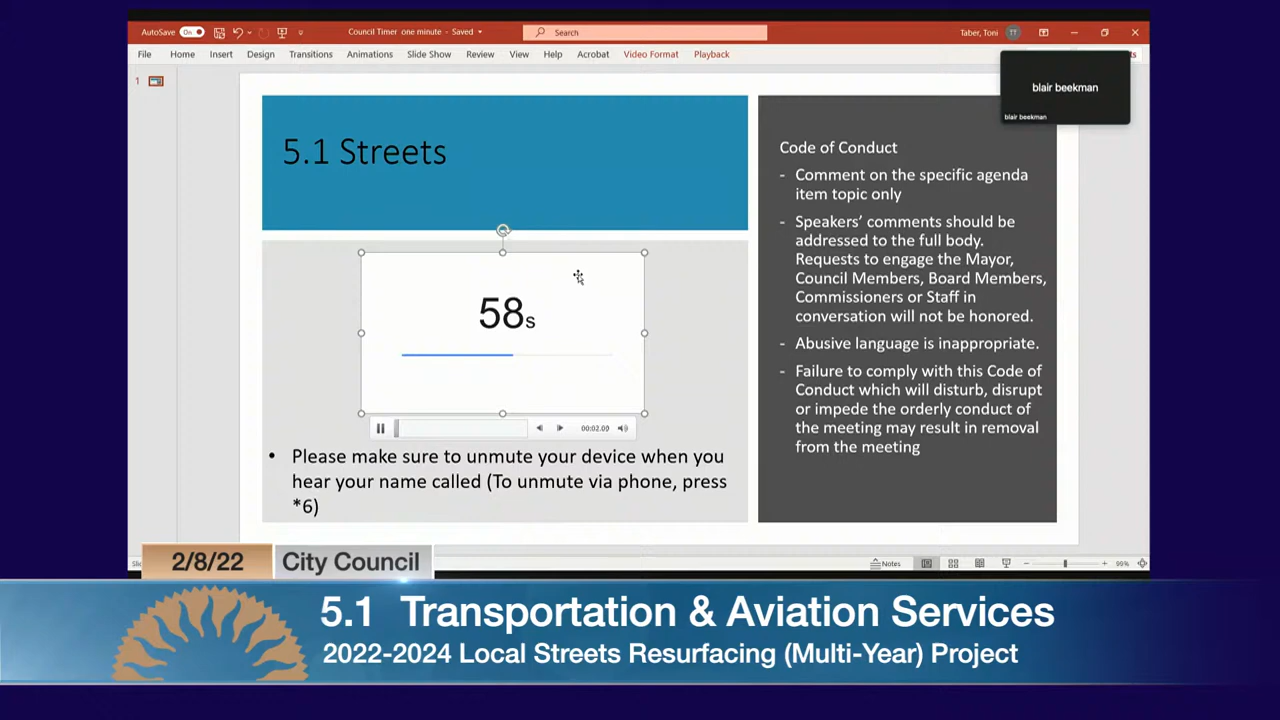 AutoSave On
Council Timer one minute - Saved
Search
Taber, Toni TT
File Home Insert Design Transitions Animations Slide Show Review View Help Acrobat Video Format Playback
1
blair beekman
blair beekman
5.1 Streets
58s
00:02.00
• Please make sure to unmute your device when you
hear your name called (To unmute via phone, press
*6)
Code of Conduct
- Comment on the specific agenda
item topic only
- Speakers' comments should be
addressed to the full body.
Requests to engage the Mayor,
Council Members, Board Members,
Commissioners or Staff in
conversation will not be honored.
- Abusive language is inappropriate.
- Failure to comply with this Code of
Conduct which will disturb, disrupt
or impede the orderly conduct of
the meeting may result in removal
from the meeting
Notes
99%
2/8/22 City Council
5.1 Transportation & Aviation Services
2022-2024 Local Streets Resurfacing (Multi-Year) Project